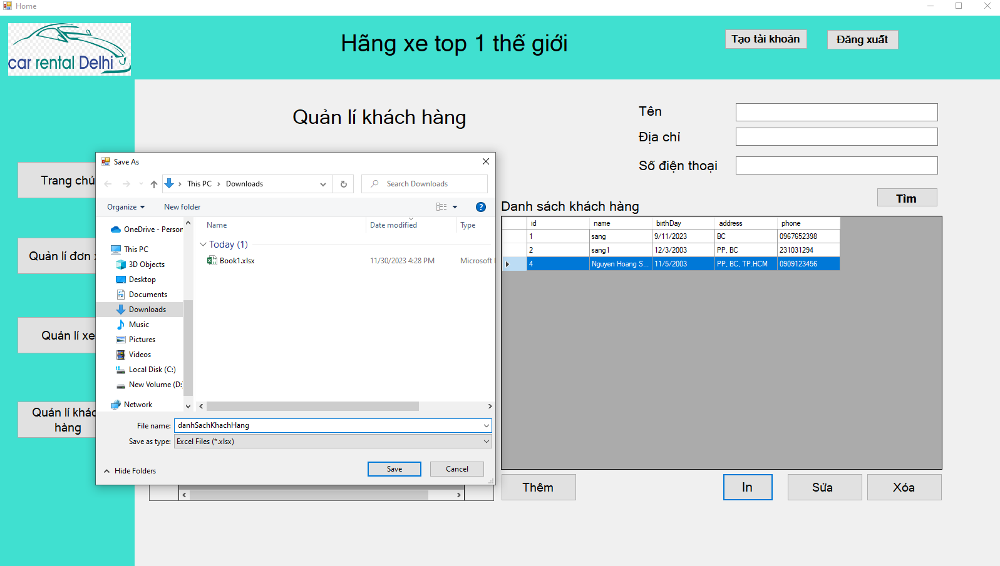 Home
car rental Delhi
Hãng xe top 1 thế giới
Tạo tài khoản
Đăng xuất
Quản lí khách hàng
Tên
Địa chỉ
Số điện thoại
Tìm
Trang chủ
Quản lí đơn
Quản lí xe
Quản lí khác
hàng
Save As
This PC
Downloads
Search Downloads
Organize
New folder
?
OneDrive - Person
This PC
3D Objects
Desktop
Documents
Downloads
Music
Pictures
Videos
Local Disk (C:)
New Volume (D:
Network
Name Date modified Type
Today (1)
Book1.xlsx 11/30/2023 4:28 PM Microsoft
File name: danhSachKhachHang
Save as type: Excel Files (*.xlsx)
Hide Folders
Save
Cancel
Danh sách khách hàng
id name birthDay address phone
1 sang 9/11/2023 BC 0967652398
2 sang1 12/3/2003 PP, BC 231031294
4 Nguyen Hoang S... 11/5/2003 PP, BC, TP.HCM 0909123456
Thêm
In
Sửa
Xóa